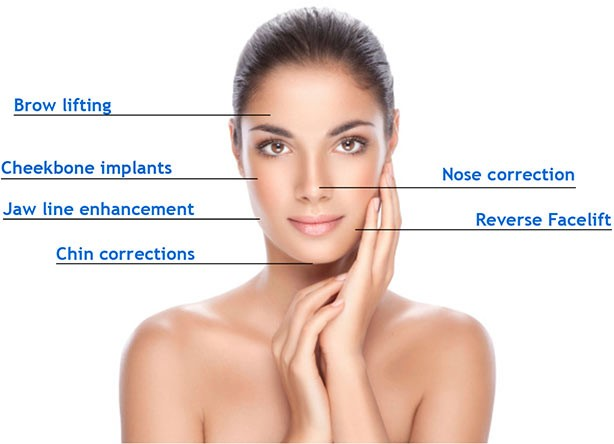 Brow lifting
Cheekbone implants
Nose correction
Jaw line enhancement
Reverse Facelift
Chin corrections